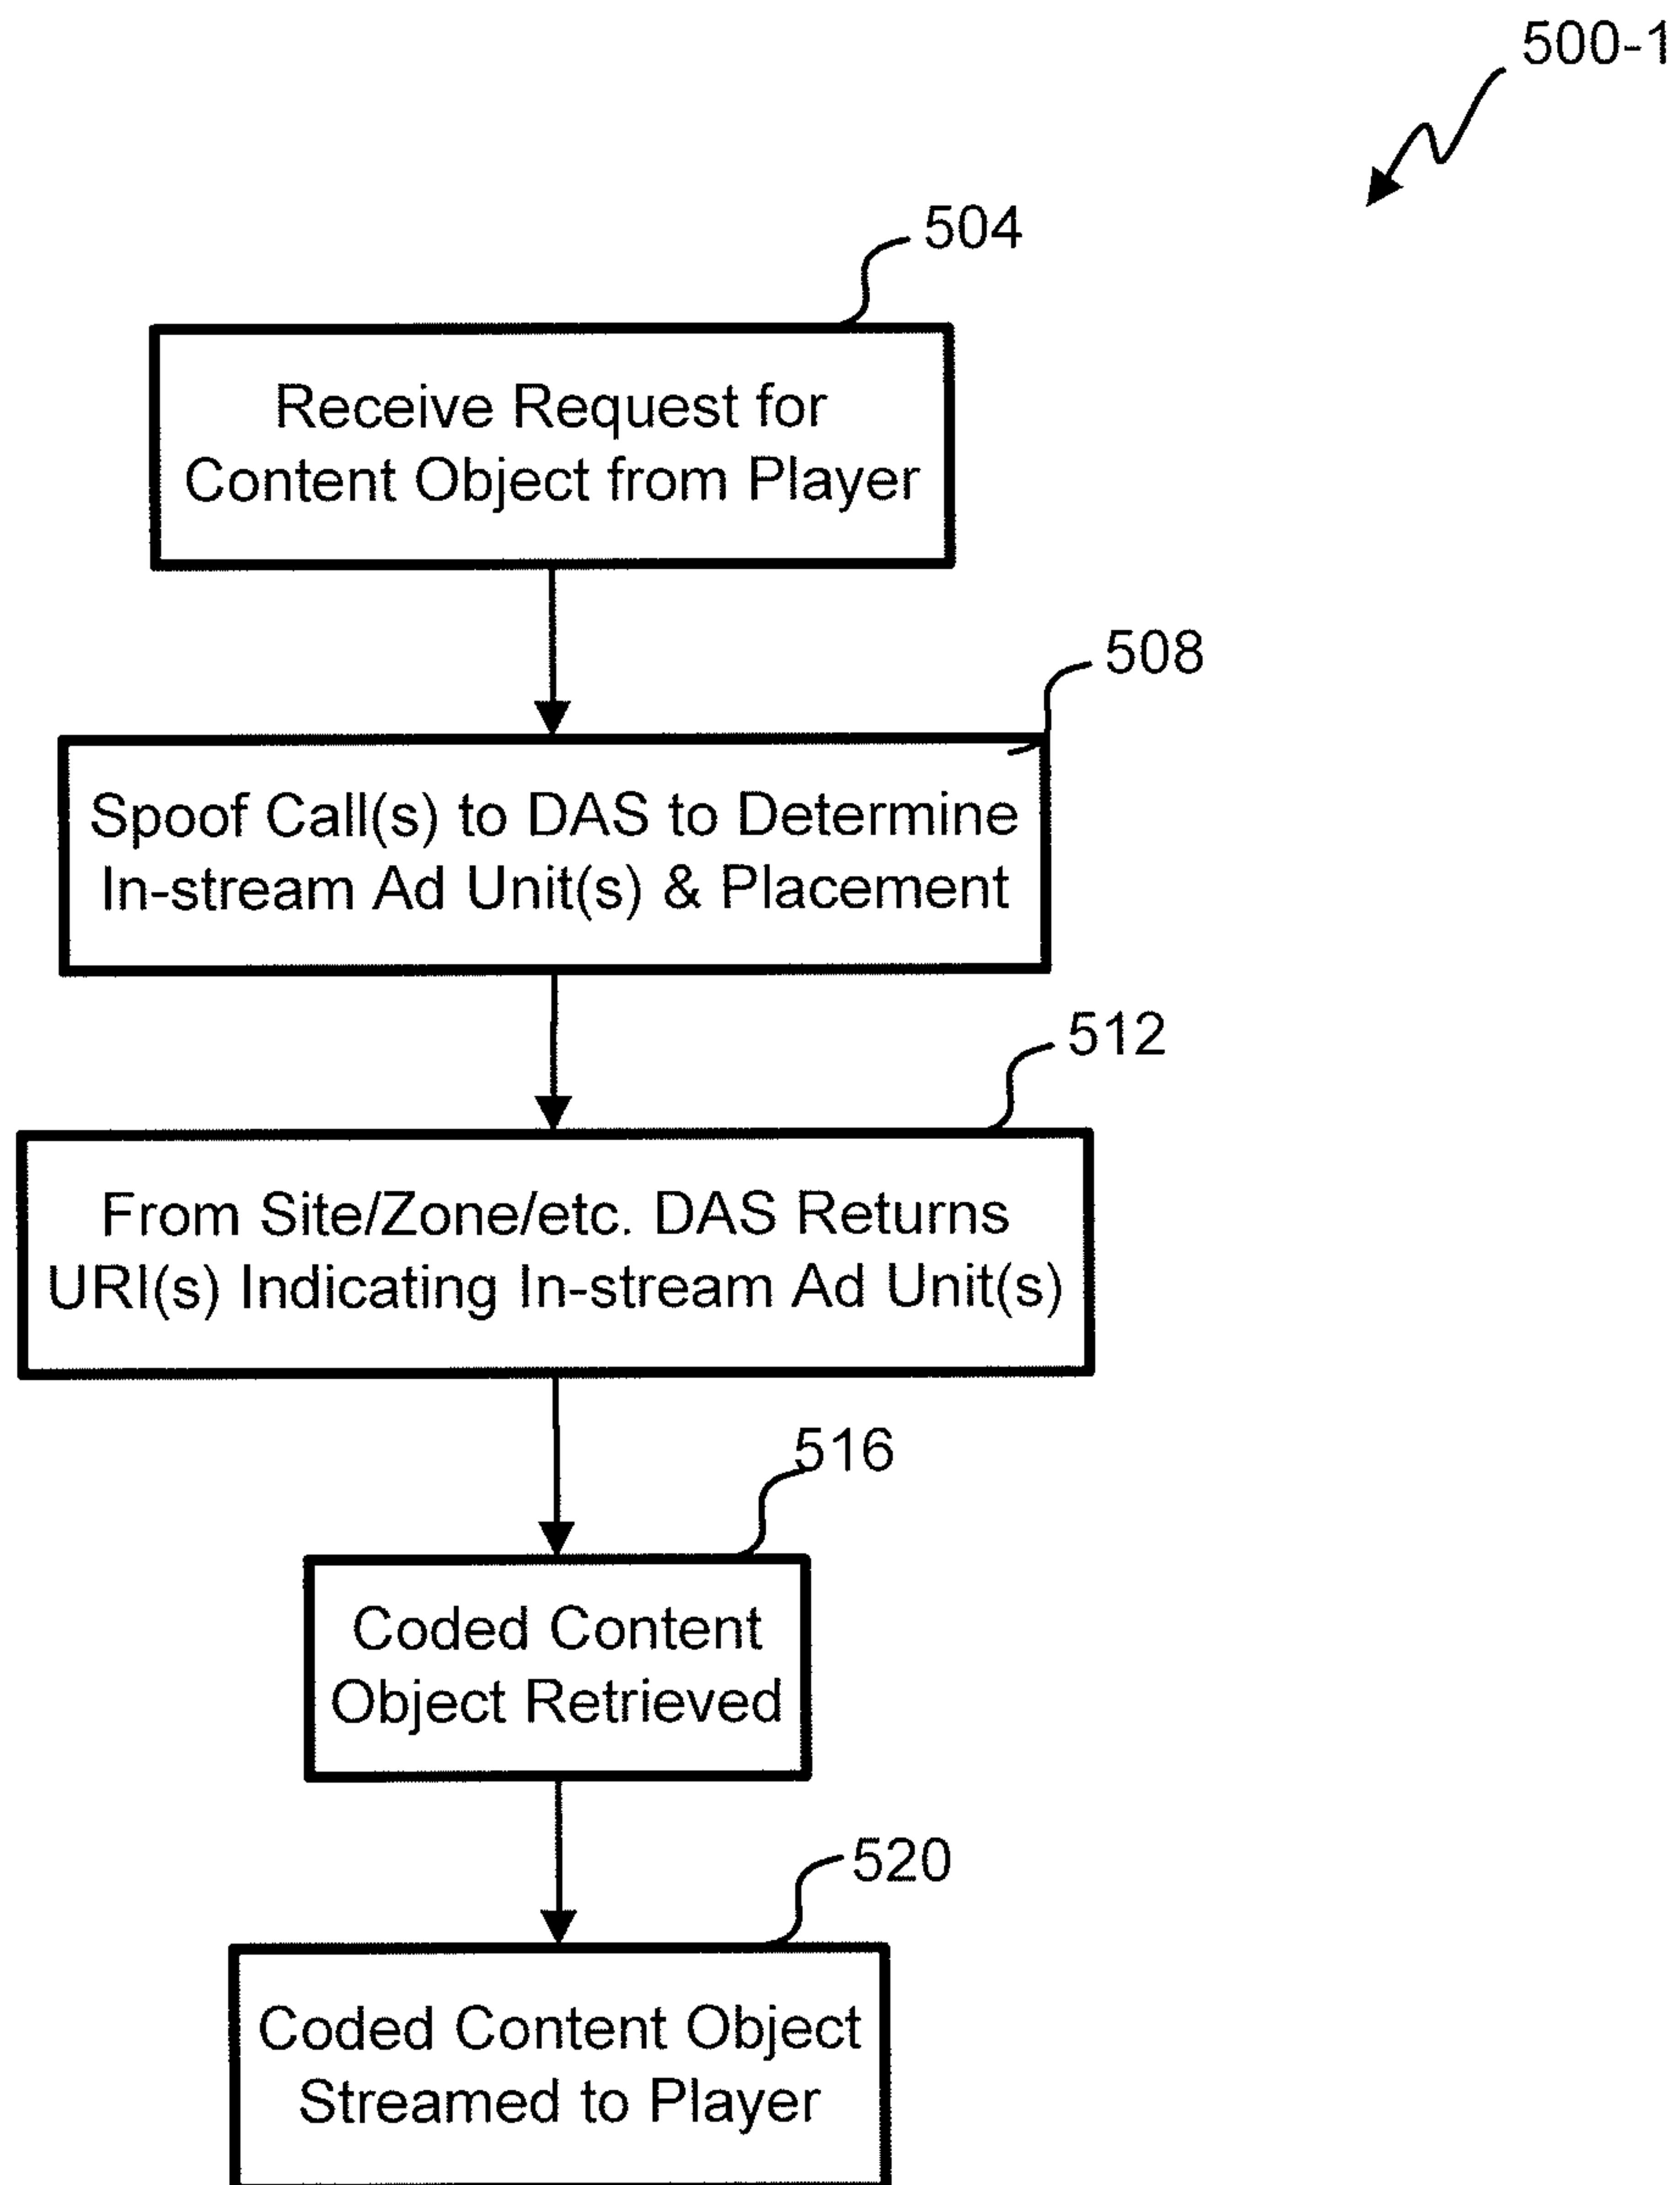 500-1
504
Receive Request for
Content Object from Player
508
Spoof Call(s) to DAS to Determine
In-stream Ad Unit(s) & Placement
512
From Site/Zone/etc. DAS Returns
URI(s) Indicating In-stream Ad Unit(s)
516
Coded Content
Object Retrieved
520
Coded Content Object
Streamed to Player